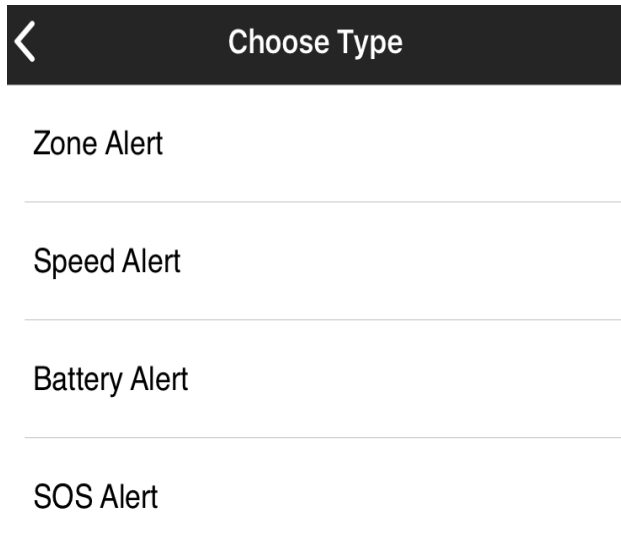 Choose Type
Zone Alert
Speed Alert
Battery Alert
SOS Alert